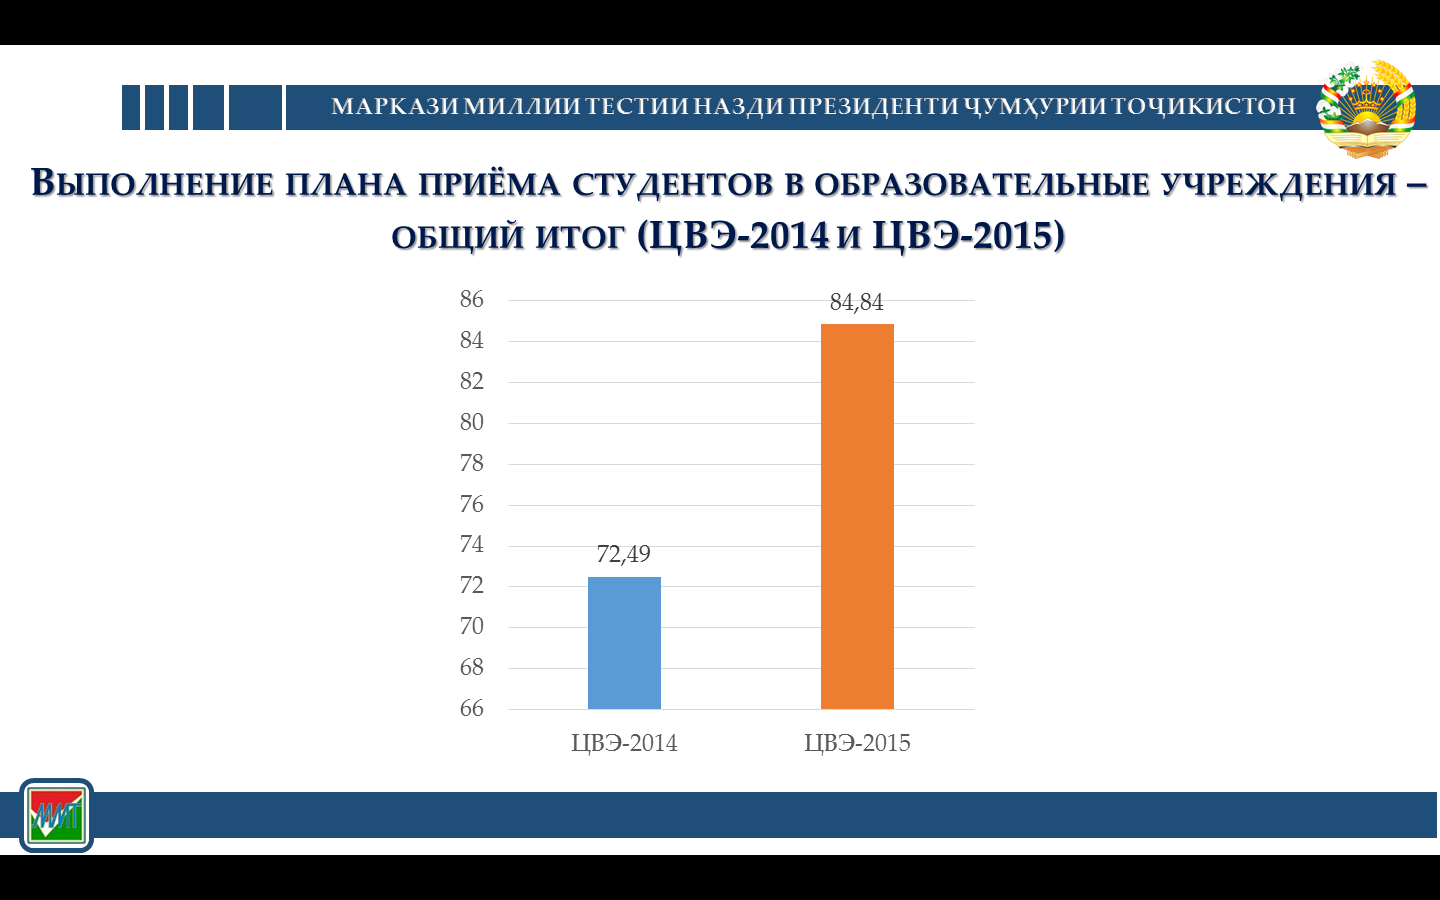 МАРКАЗИ МИЛЛИИ ТЕСТИИ НАЗДИ ПРЕЗИДЕНТИ ҶУМҲУРИИ ТОҶИКИСТОН
Выполнение плана приёма студентов в образовательные учреждения –
общий итог (ЦВЭ-2014 и ЦВЭ-2015)
86
84,84
84
82
80
78
76
74
72,49
72
70
68
66
ЦВЭ-2014 ЦВЭ-2015
ММТ